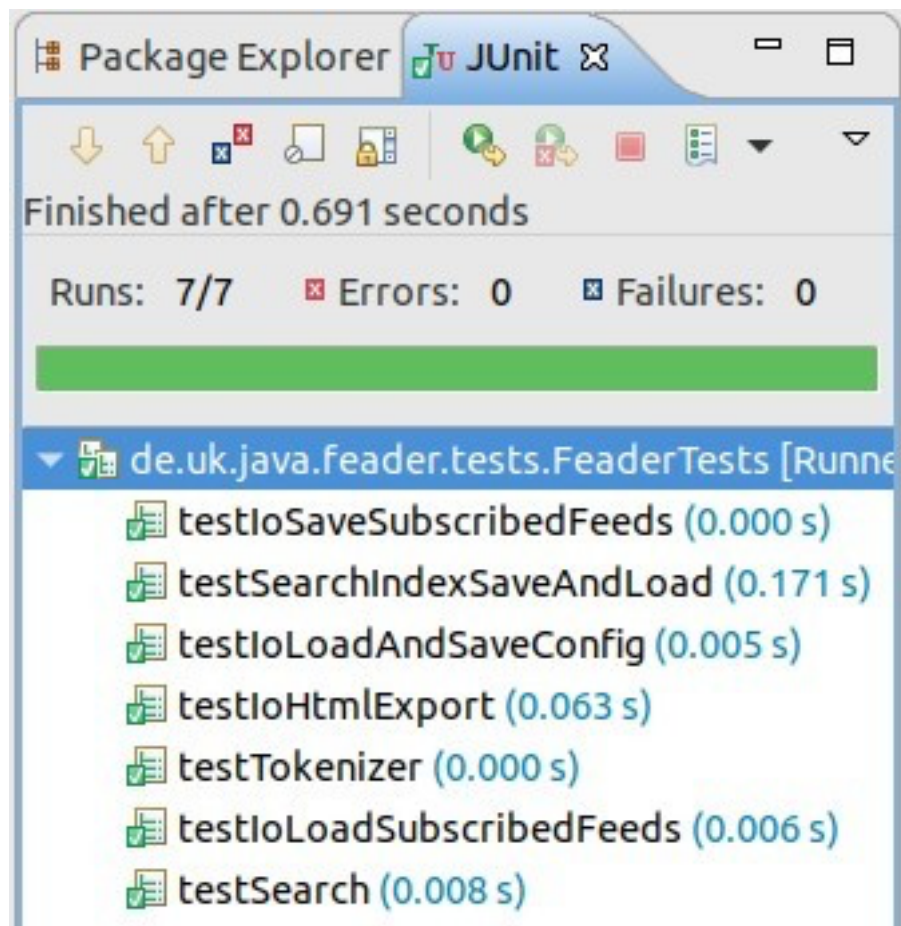 Package Explorer JUnit
Finished after 0.691 seconds
Runs: 7/7 Errors: 0 Failures: 0
de.uk.java.feader.tests.FeaderTests [Runne
testIoSaveSubscribedFeeds (0.000 s)
testSearchIndexSaveAndLoad (0.171 s)
testIoLoadAndSaveConfig (0.005 s)
testIoHtmlExport (0.063 s)
testTokenizer (0.000 s)
testIoLoadSubscribedFeeds (0.006 s)
testSearch (0.008 s)